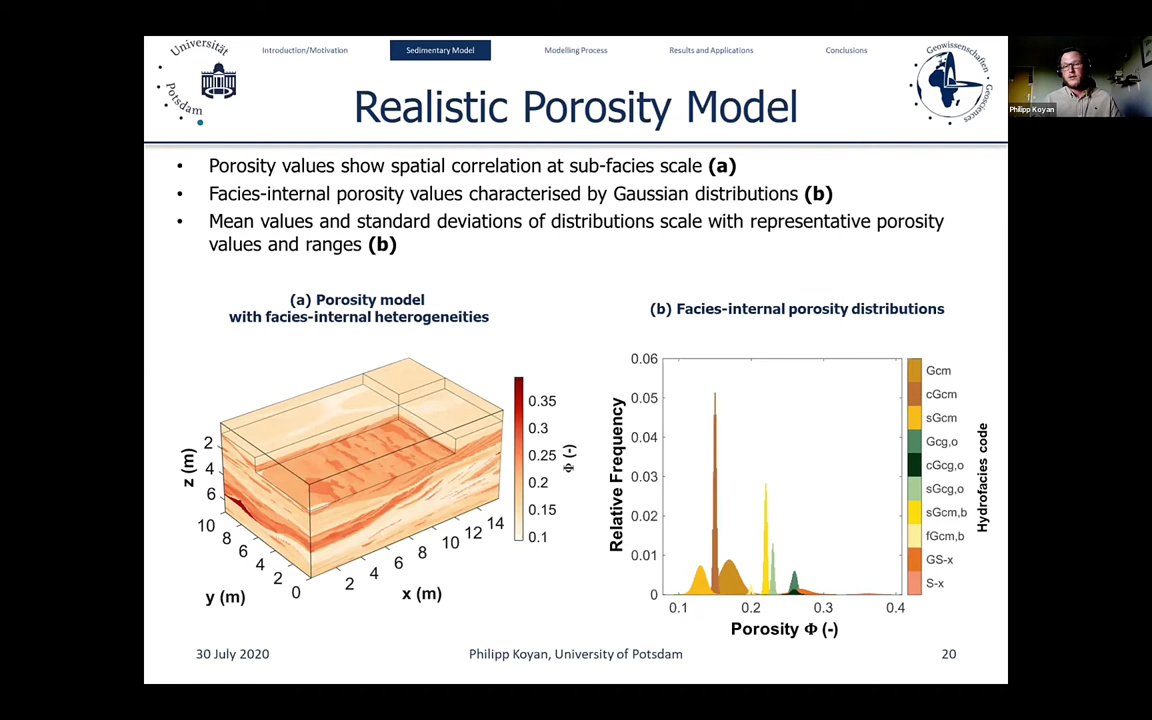 Universität
Potsdam
Introduction/Motivation
Sedimentary Model
Modelling Process
Results and Applications
Conclusions
Geowissenschaften
Geosciences
Philipp Koyan
Realistic Porosity Model
• Porosity values show spatial correlation at sub-facies scale (a)
• Facies-internal porosity values characterised by Gaussian distributions (b)
• Mean values and standard deviations of distributions scale with representative porosity
values and ranges (b)
(a) Porosity model
with facies-internal heterogeneities
z (m)
2
4
6
10
8
6
4
2
0
y (m)
2
4
6
8
10
12
14
x (m)
0.35
0.3
0.25
0.2
0.15
0.1
Φ (-)
(b) Facies-internal porosity distributions
Relative Frequency
0.06
0.05
0.04
0.03
0.02
0.01
0
0.1
0.2
0.3
0.4
Porosity Φ (-)
Gcm
cGcm
sGcm
Gcg,o
cGcg,o
sGcg,o
sGcm,b
fGcm,b
GS-x
S-x
Hydrofacies code
30 July 2020
Philipp Koyan, University of Potsdam
20